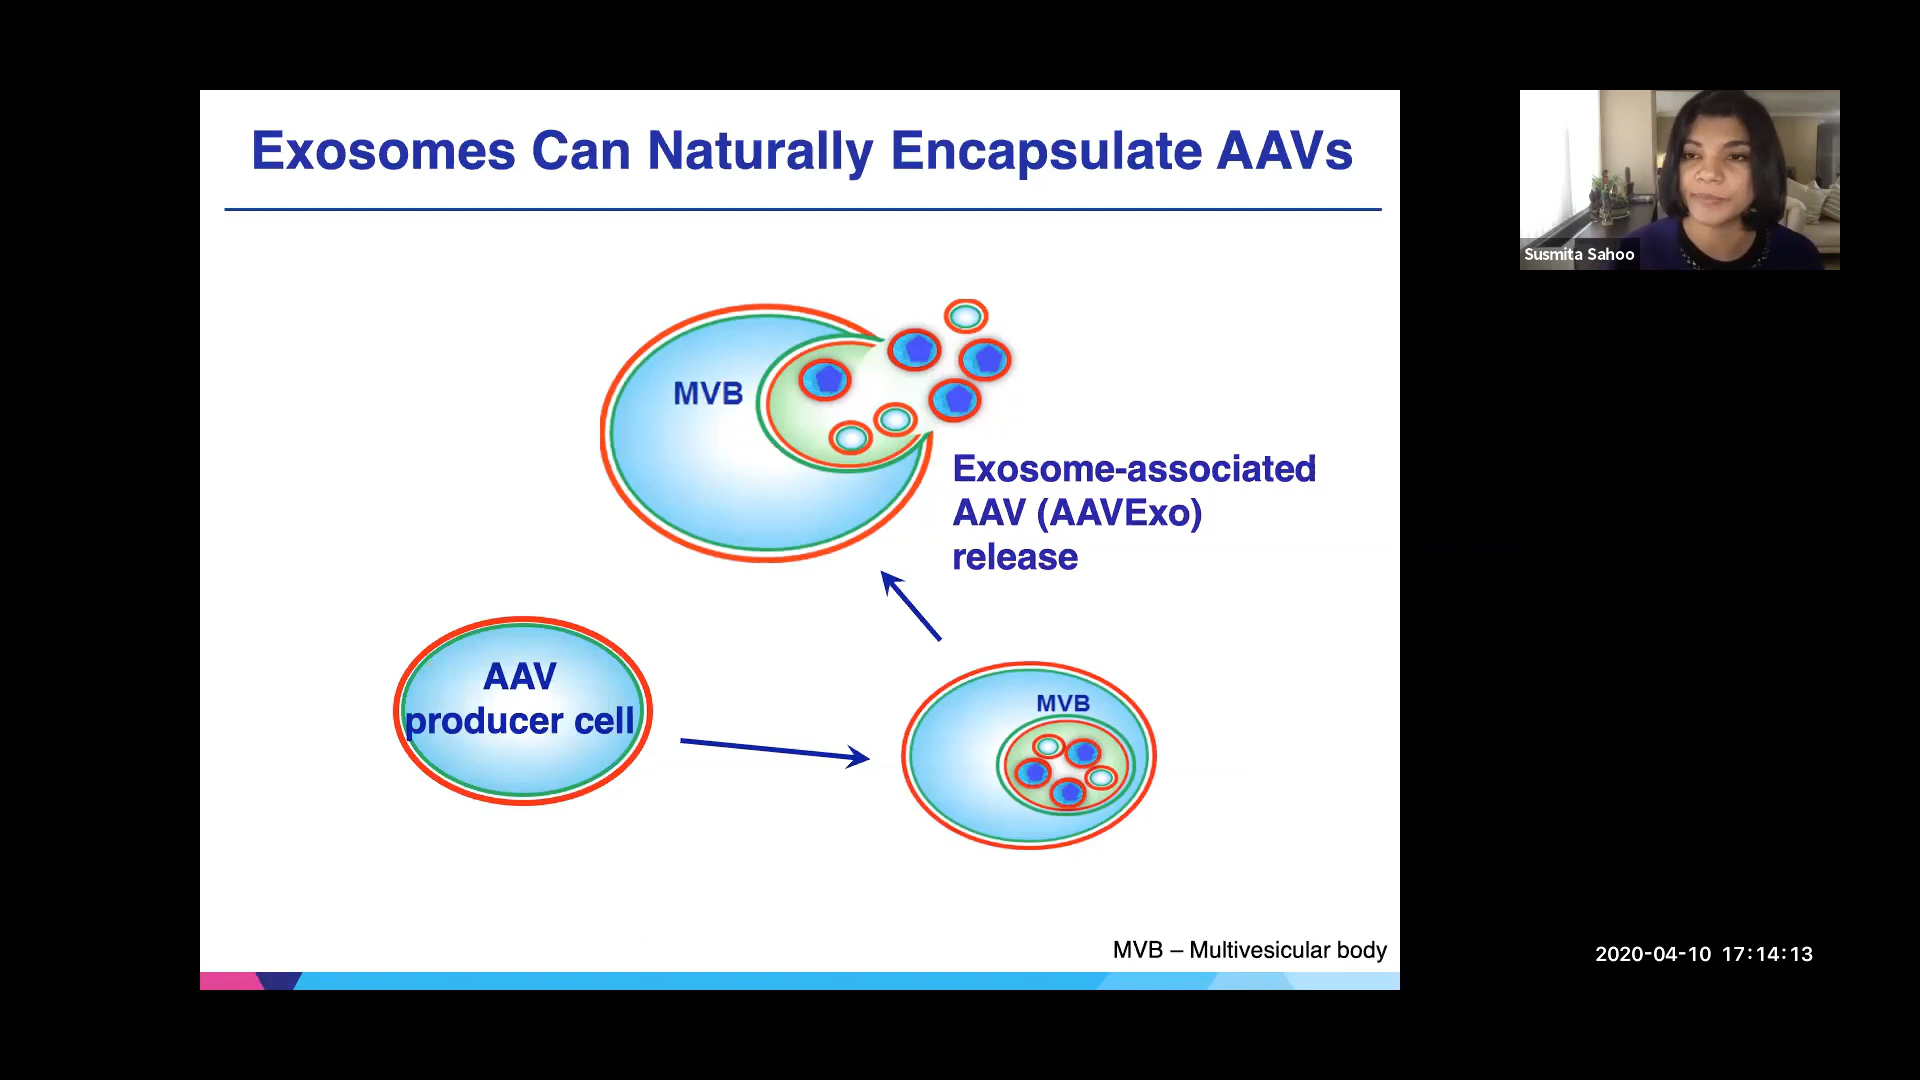 Exosomes Can Naturally Encapsulate AAVs
MVB
Exosome-associated
AAV (AAVExo)
release
AAV
producer cell
MVB
MVB – Multivesicular body
Susmita Sahoo
2020-04-10 17:14:13